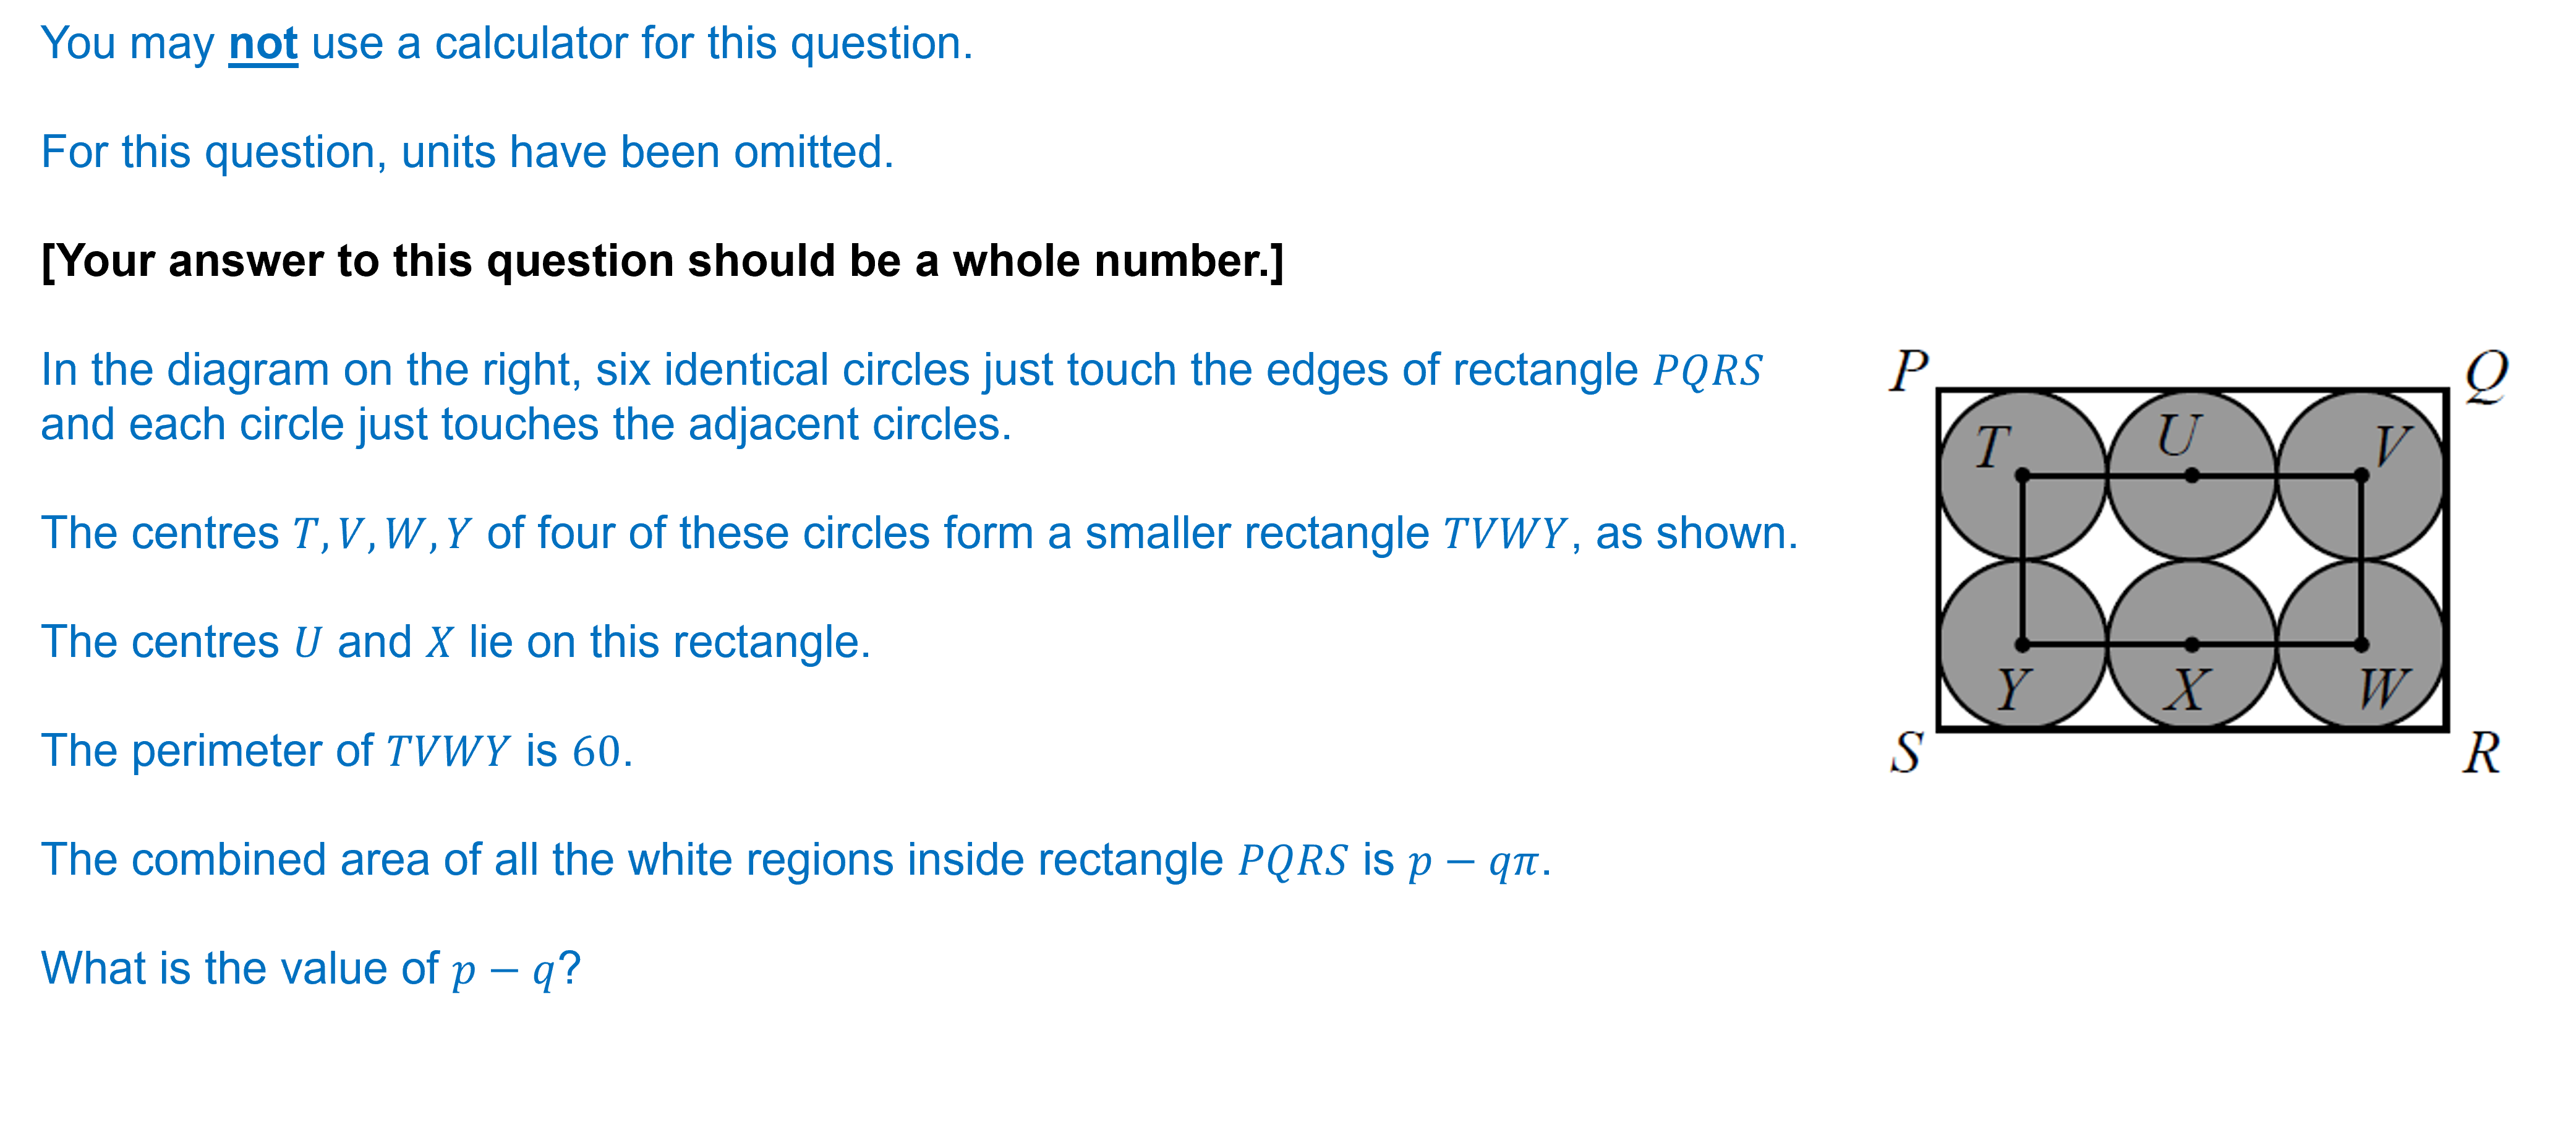 You may not use a calculator for this question.
For this question, units have been omitted.
[Your answer to this question should be a whole number.]
In the diagram on the right, six identical circles just touch the edges of rectangle PQRS
and each circle just touches the adjacent circles.
The centres T, V, W, Y of four of these circles form a smaller rectangle TVWY, as shown.
The centres U and X lie on this rectangle.
The perimeter of TVWY is 60.
The combined area of all the white regions inside rectangle PQRS is p − qπ.
What is the value of p − q?
P Q
T U V
Y X W
S R